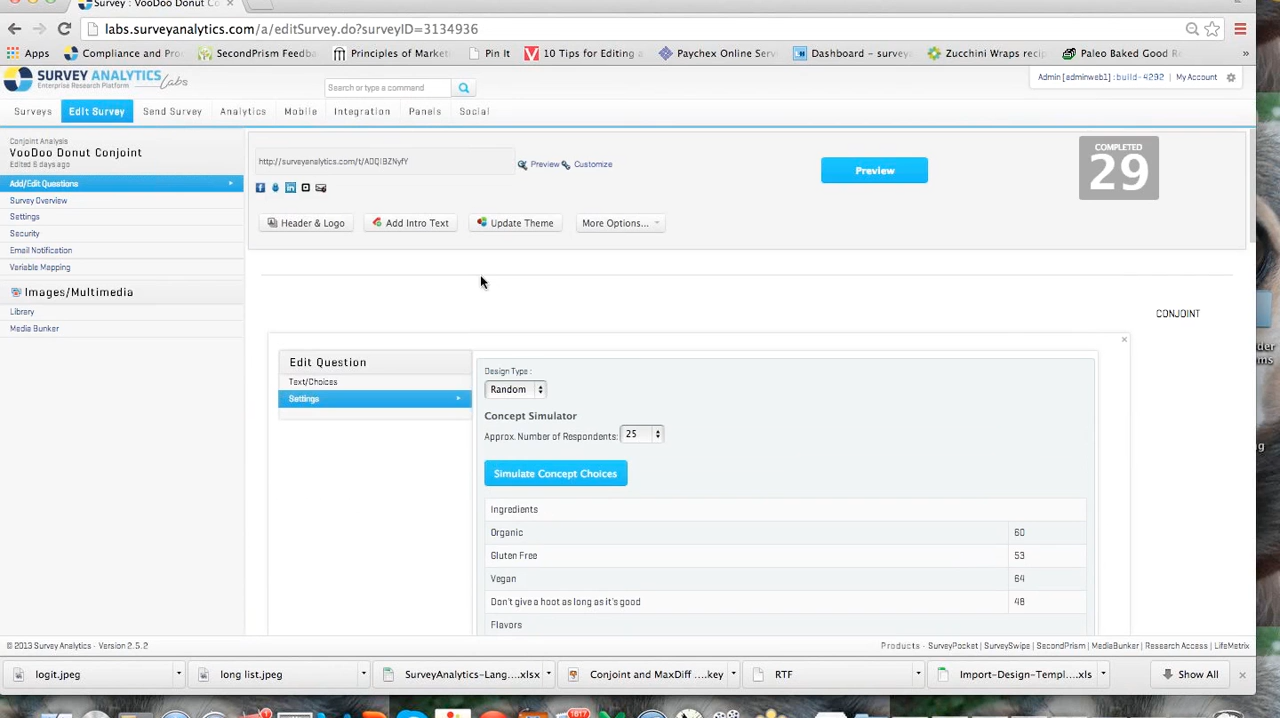 Survey : VooDoo Donut Co
labs.surveyanalytics.com/a/editSurvey.do?surveyID=3134936
Apps Compliance Contro SecondPrism Feedba Principles of Market Pin It 10 Tips for Editing a Paychex Online Serv Dashboard – surveya Zucchini Wraps recip Paleo Baked Good R »
SURVEY ANALYTICS Labs
Enterprise Research Platform
Search or type a command
Admin [adminweb1] :build-4292 | My Account
Surveys Edit Survey Send Survey Analytics Mobile Integration Panels Social
Conjoint Analysis
VooDoo Donut Conjoint
Edited 6 days ago
Add/Edit Questions
Survey Overview
Settings
Security
Email Notification
Variable Mapping
Images/Multimedia
Library
Media Bunker
Preview Customize
Preview
COMPLETED
29
Header & Logo Add Intro Text Update Theme More Options...
CONJOINT
Edit Question
Text/Choices
Settings
Design Type :
Random
Concept Simulator
Approx. Number of Respondents: 25
Simulate Concept Choices
Ingredients
Organic 60
Gluten Free 53
Vegan 64
Don't give a hoot as long as it's good 48
Flavors
© 2013 Survey Analytics - Version 2.5.2
Products - SurveyPocket | SurveySwipe | SecondPrism | MediaBunker | Research Access | LifeMetrix
logit.jpeg long list.jpeg SurveyAnalytics-Lang....xlsx Conjoint and MaxDiff ....key RTF Import-Design-Templ....xls Show All